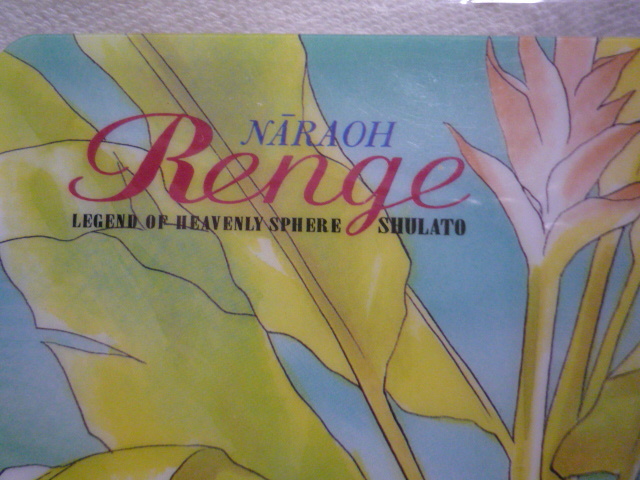 NĀRAOH
Renge
LEGEND OF HEAVENLY SPHERE SHULATO